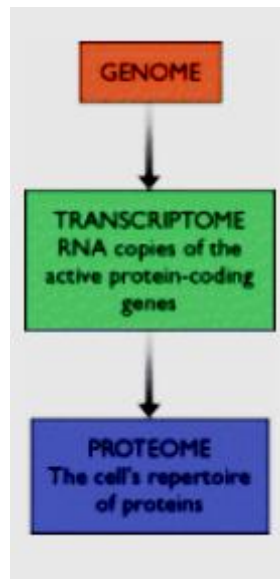 GENOME
TRANSCRIPTOME
RNA copies of the
active protein-coding
genes
PROTEOME
The cell's repertoire
of proteins